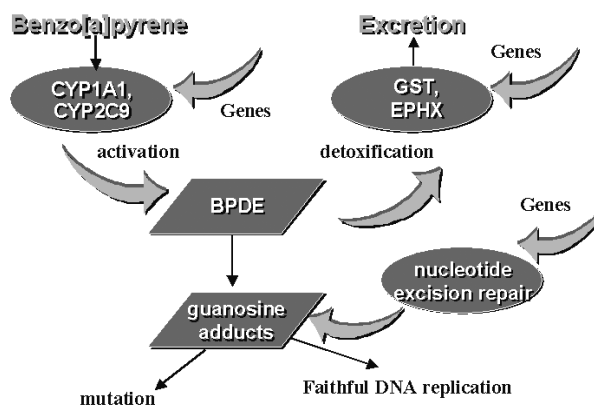 Benzo[a]pyrene
Excretion
CYP1A1,
CYP2C9
Genes
GST,
EPHX
Genes
activation
detoxification
BPDE
Genes
nucleotide
excision repair
guanosine
adducts
mutation
Faithful DNA replication